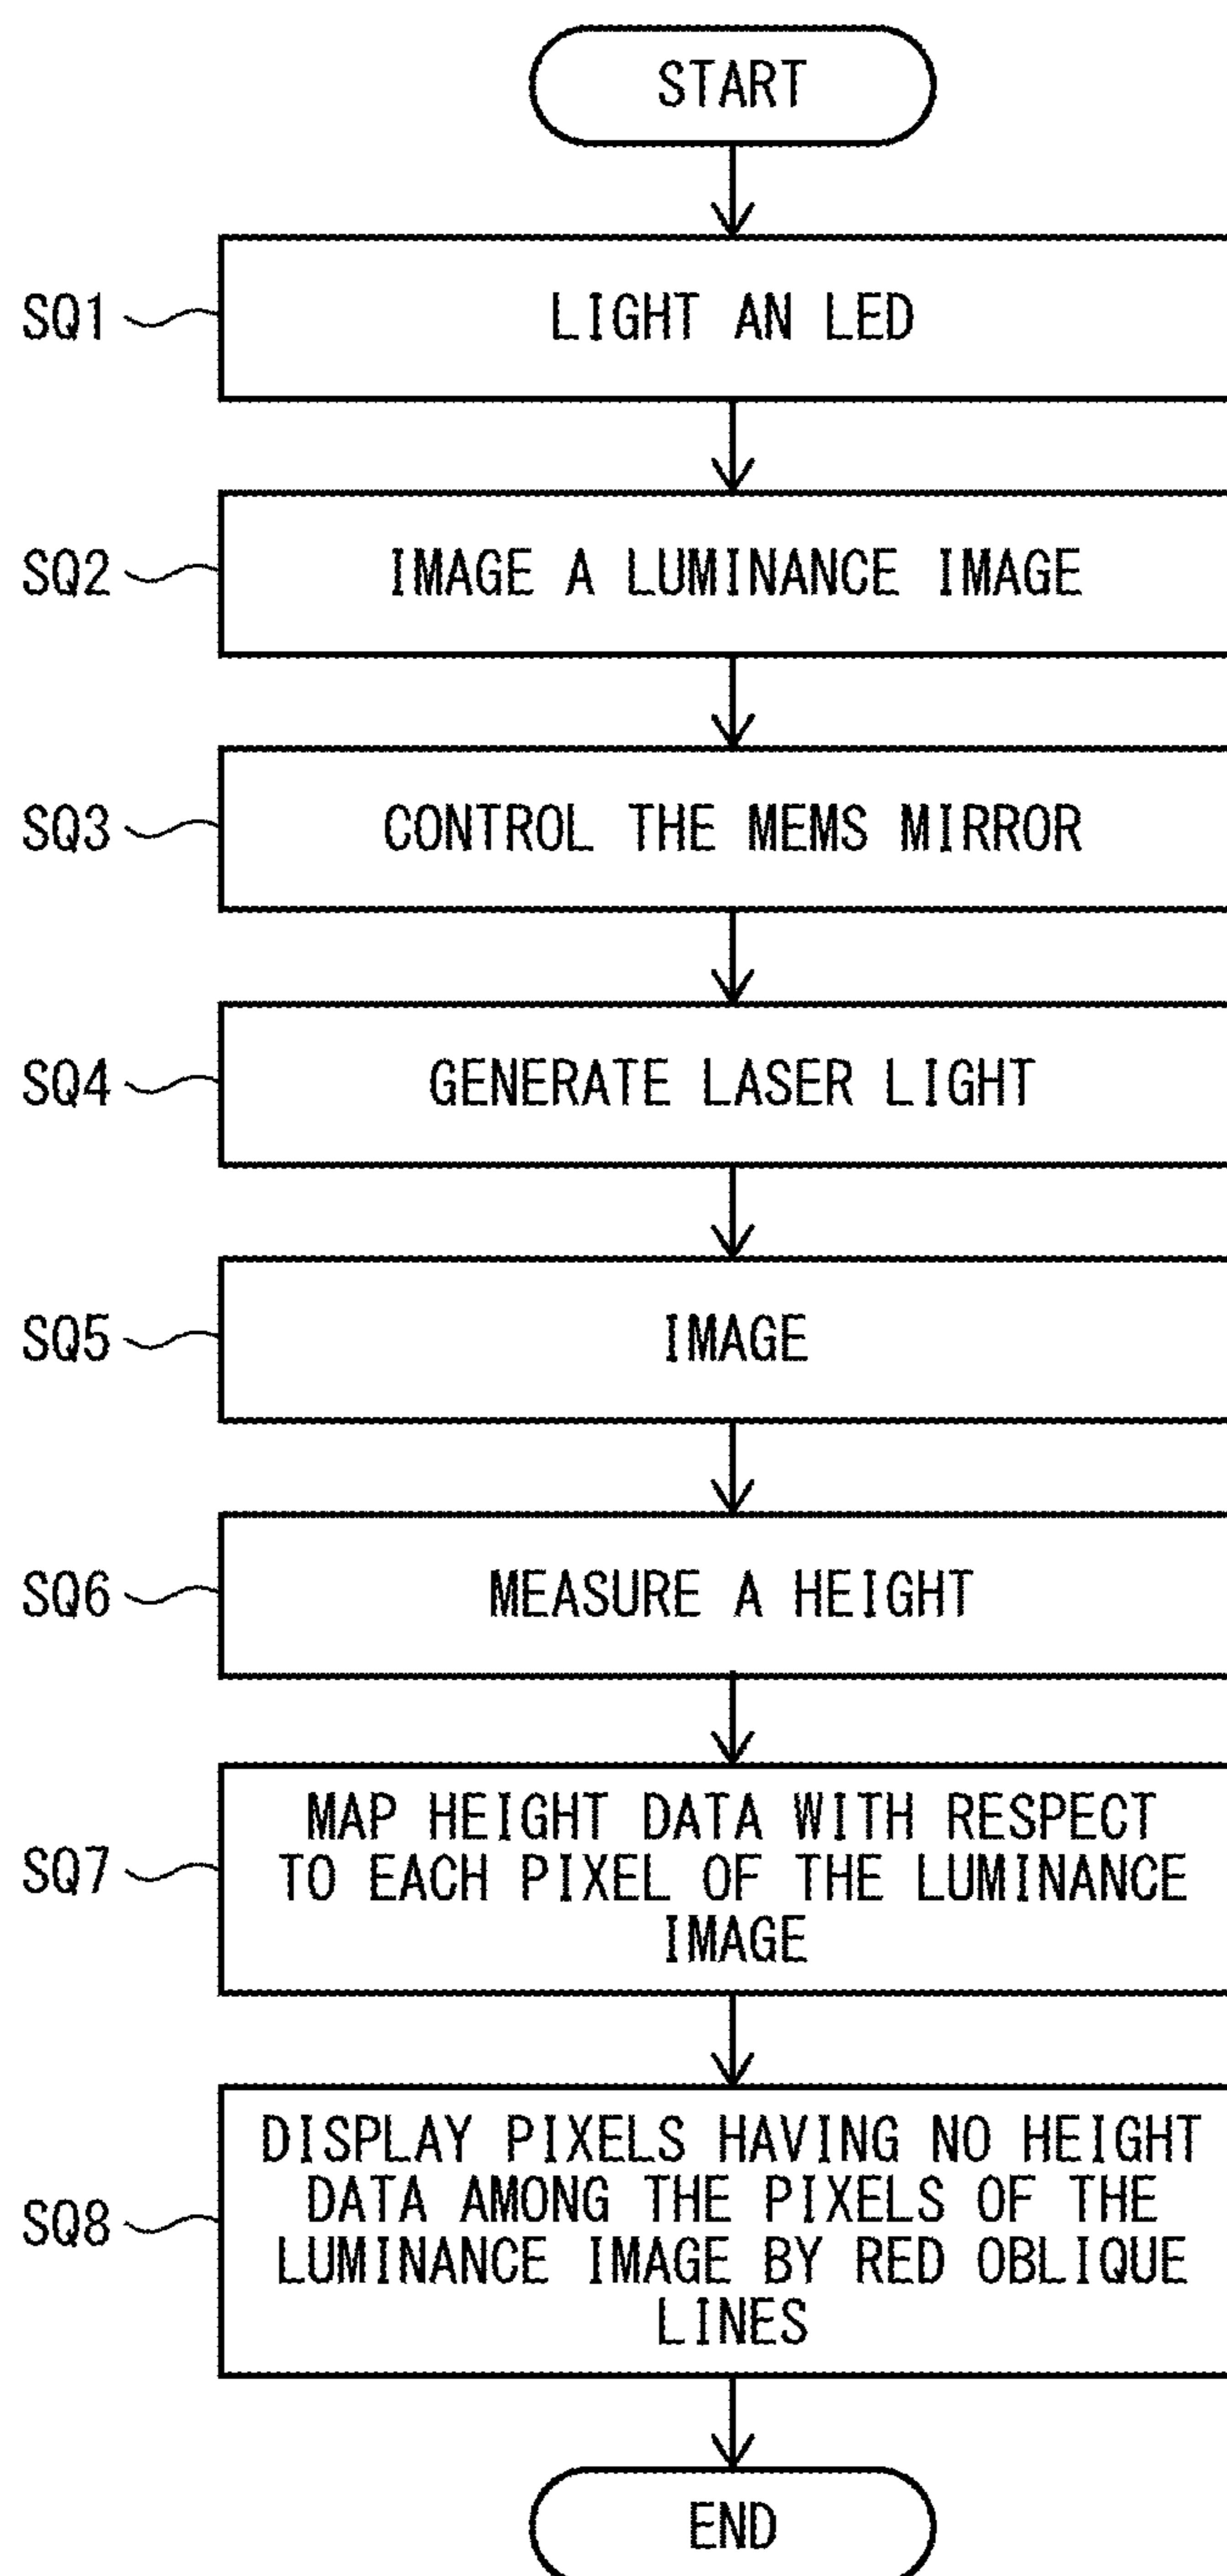 START
SQ1
LIGHT AN LED
SQ2
IMAGE A LUMINANCE IMAGE
SQ3
CONTROL THE MEMS MIRROR
SQ4
GENERATE LASER LIGHT
SQ5
IMAGE
SQ6
MEASURE A HEIGHT
SQ7
MAP HEIGHT DATA WITH RESPECT
TO EACH PIXEL OF THE LUMINANCE
IMAGE
SQ8
DISPLAY PIXELS HAVING NO HEIGHT
DATA AMONG THE PIXELS OF THE
LUMINANCE IMAGE BY RED OBLIQUE
LINES
END